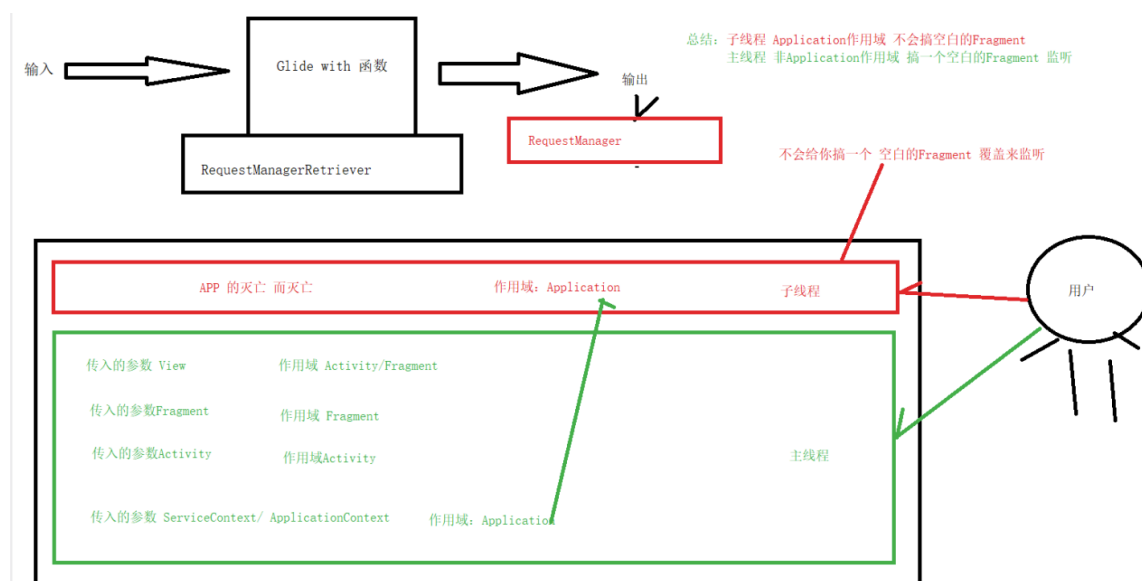 总结: 子线程 Application作用域 不会搞空白的Fragment
主线程 非Application作用域 搞一个空白的Fragment 监听
输入
Glide with 函数
输出
RequestManager
RequestManagerRetriever
不会给你搞一个 空白的Fragment 覆盖来监听
APP 的灭亡 而灭亡
作用域: Application
子线程
用户
传入的参数 View
作用域 Activity/Fragment
传入的参数Fragment
作用域 Fragment
传入的参数Activity
作用域Activity
主线程
传入的参数 ServiceContext/ ApplicationContext
作用域: Application